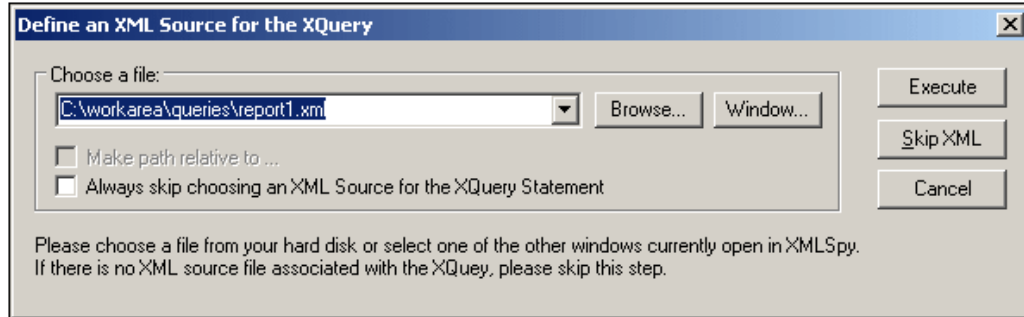 Define an XML Source for the XQuery
Choose a file:
C:\workarea\queries\report1.xml
Browse...
Window...
Make path relative to ...
Always skip choosing an XML Source for the XQuery Statement
Execute
Skip XML
Cancel
Please choose a file from your hard disk or select one of the other windows currently open in XMLSpy.
If there is no XML source file associated with the XQuey, please skip this step.